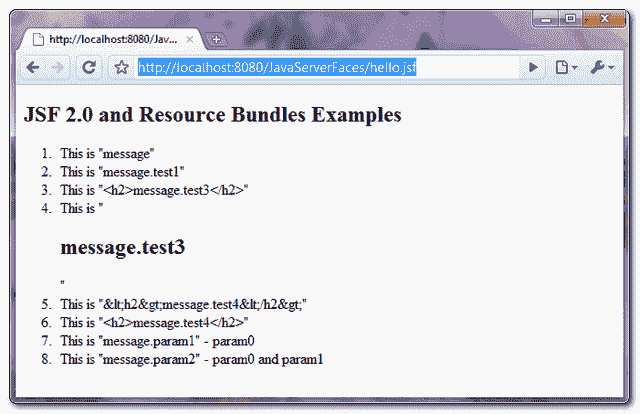 http://localhost:8080/Jav...
http://localhost:8080/JavaServerFaces/hello.jsf
JSF 2.0 and Resource Bundles Examples
1. This is "message"
2. This is "message.test1"
3. This is "<h2>message.test3</h2>"
4. This is "
message.test3
"
5. This is "&lt;h2&gt;message.test4&lt;/h2&gt;"
6. This is "<h2>message.test4</h2>"
7. This is "message.param1" - param0
8. This is "message.param2" - param0 and param1